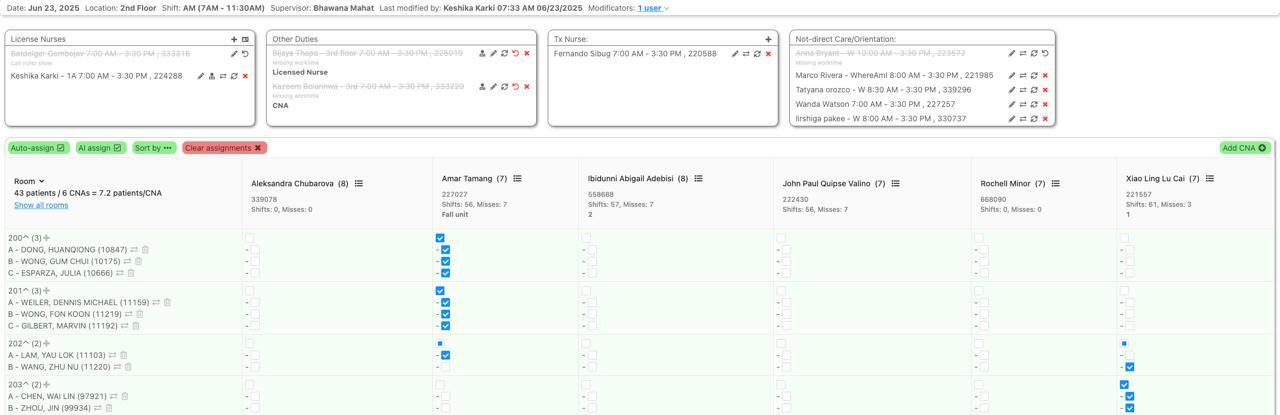 Date: Jun 23, 2025 Location: 2nd Floor Shift: AM (7AM - 11:30AM) Supervisor: Bhawana Mahat Last modified by: Keshika Karki 07:33 AM 06/23/2025 Modificators: 1 user
License Nurses
Batdelger Gombojav 7:00 AM - 3:30 PM , 333316
Call in/No show
Keshika Karki - 1A 7:00 AM - 3:30 PM , 224288
Other Duties
Bijaya Thapa - 3rd floor 7:00 AM - 3:30 PM , 226019
Missing worktime
Licensed Nurse
Kazeem Bolarinwa - 3rd 7:00 AM - 3:30 PM , 333220
Missing worktime
CNA
Tx Nurse:
Fernando Sibug 7:00 AM - 3:30 PM , 220588
Not-direct Care/Orientation:
Anna Bryant - W 10:00 AM - 3:30 PM , 223572
Missing worktime
Marco Rivera - WhereAmI 8:00 AM - 3:30 PM , 221985
Tatyana orozco - W 8:30 AM - 3:30 PM , 339296
Wanda Watson 7:00 AM - 3:30 PM , 227257
Iirshiga pakee - W 8:00 AM - 3:30 PM , 330737
Auto-assign AI assign Sort by ••• Clear assignments Add CNA
Room
43 patients / 6 CNAs = 7.2 patients/CNA
Show all rooms
Aleksandra Chubarova (8)
339078
Shifts: 0, Misses: 0
Amar Tamang (7)
227027
Shifts: 56, Misses: 7
Fall unit
Ibidunni Abigail Adebisi (8)
558688
Shifts: 57, Misses: 7
2
John Paul Quipse Valino (7)
222430
Shifts: 56, Misses: 7
Rochell Minor (7)
668090
Shifts: 0, Misses: 0
Xiao Ling Lu Cai (7)
221557
Shifts: 61, Misses: 3
1
200^ (3)
A - DONG, HUANQIONG (10847)
B - WONG, GUM CHUI (10175)
C - ESPARZA, JULIA (10666)
201^ (3)
A - WEILER, DENNIS MICHAEL (11159)
B - WONG, FON KOON (11219)
C - GILBERT, MARVIN (11192)
202^ (2)
A - LAM, YAU LOK (11103)
B - WANG, ZHU NU (11220)
203^ (2)
A - CHEN, WAI LIN (97921)
B - ZHOU, JIN (99934)